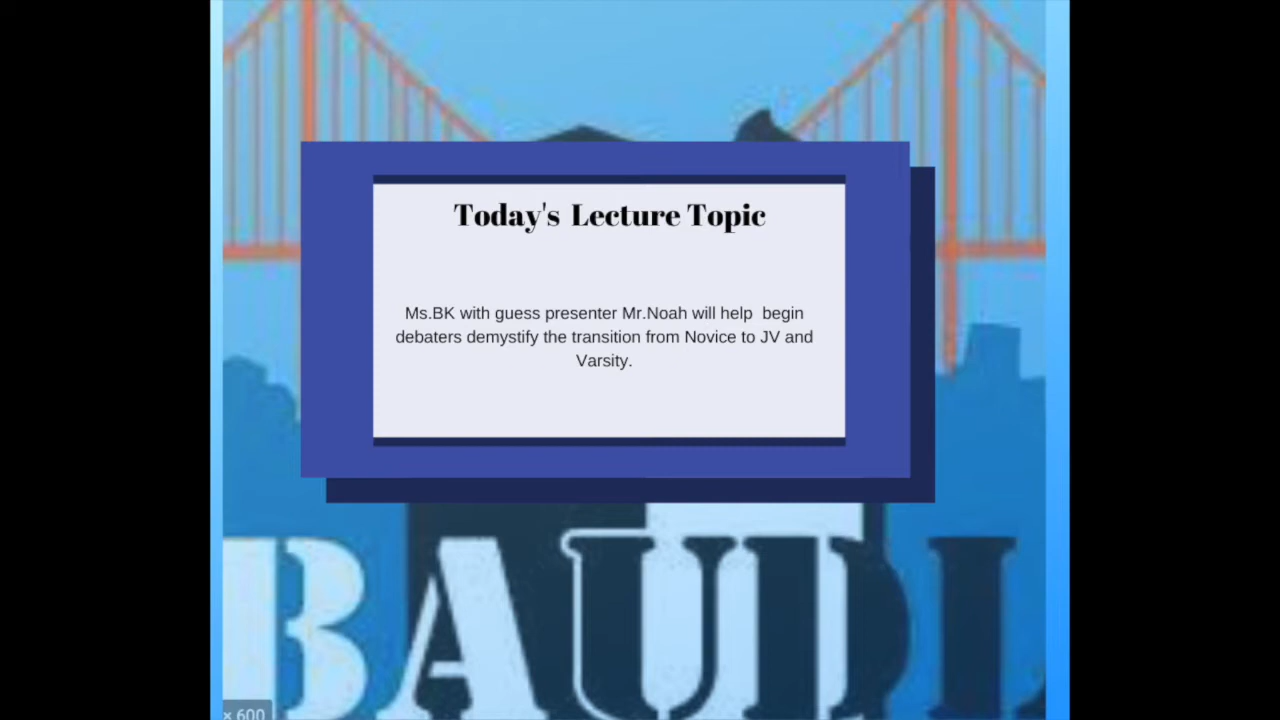 Today's Lecture Topic
Ms.BK with guess presenter Mr.Noah will help  begin
debaters demystify the transition from Novice to JV and
Varsity.
BAUDL
× 600